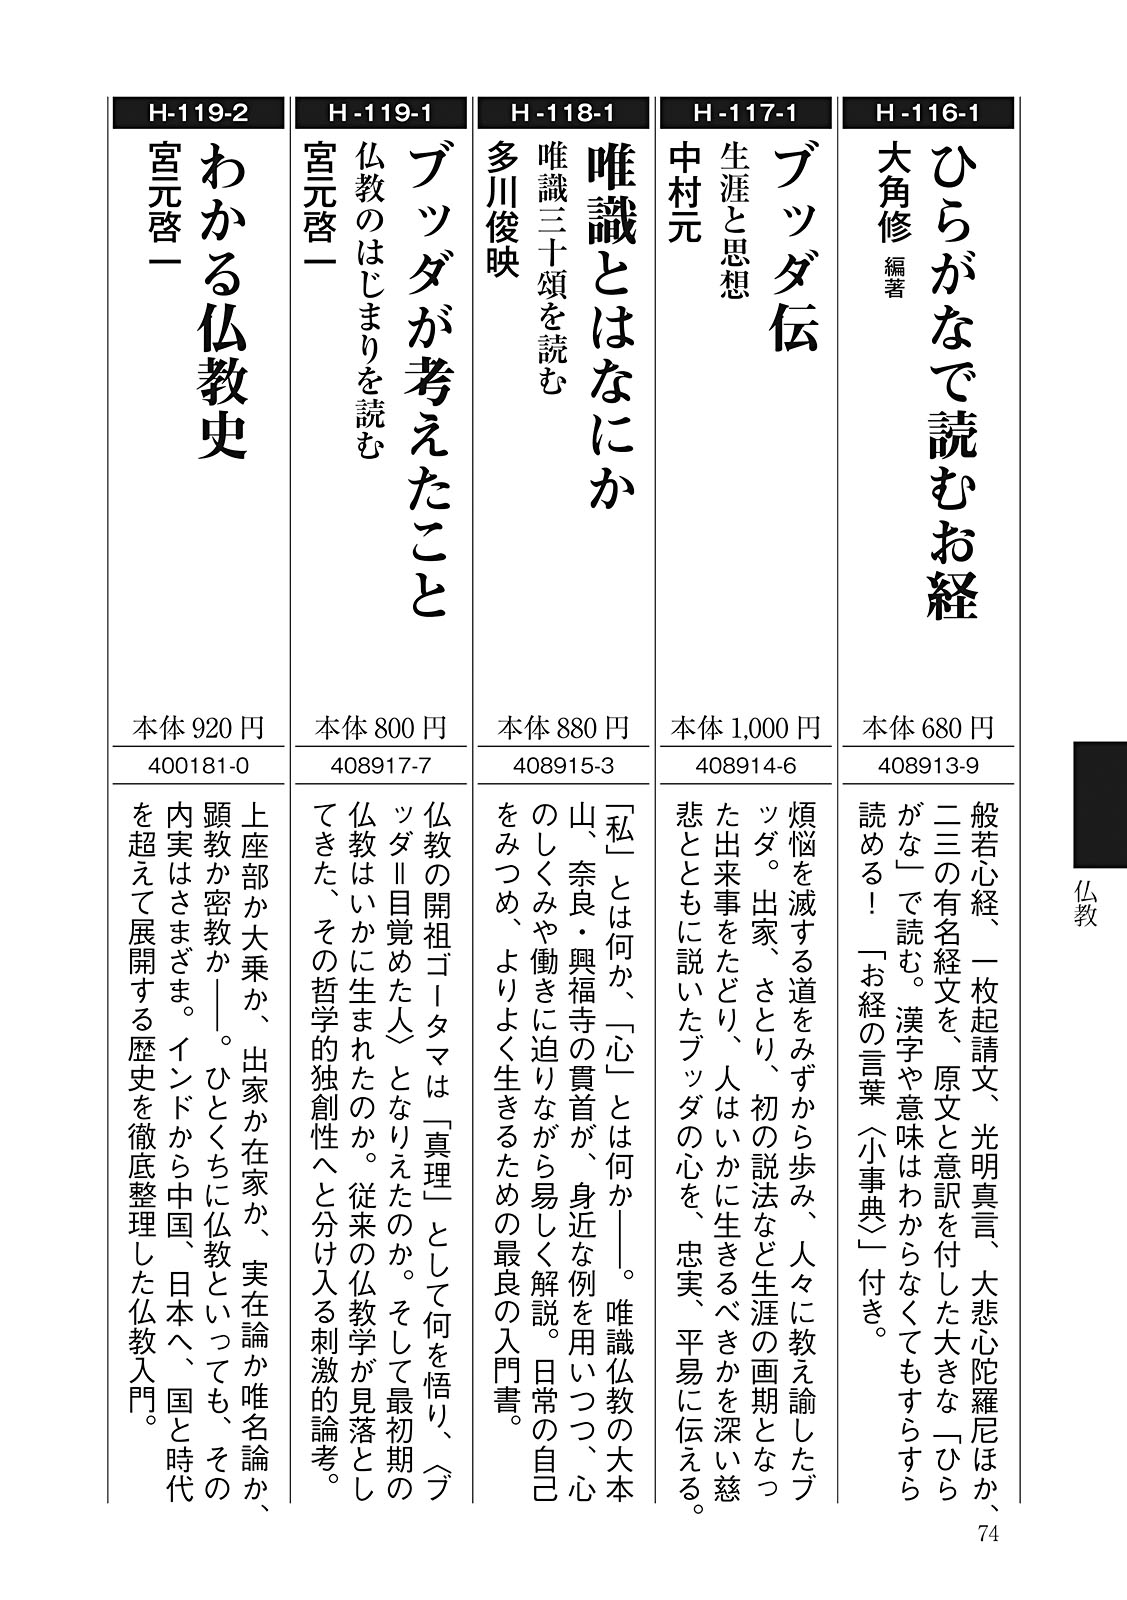 H-116-1
ひらがなで読むお経
大角修 編著
本体680円
408913-9
般若心経、一枚起請文、光明真言、大悲心陀羅尼ほか、
二三の有名経文を、原文と意訳を付した大きな「ひら
がな」で読む。漢字や意味はわからなくてもすらすら
読める！　「お経の言葉〈小事典〉」付き。
H-117-1
ブッダ伝
生涯と思想
中村元
本体1,000円
408914-6
煩悩を滅する道をみずから歩み、人々に教え諭したブ
ッダ。出家、さとり、初の説法など生涯の画期となっ
た出来事をたどり、人はいかに生きるべきかを深い慈
悲とともに説いたブッダの心を、忠実、平易に伝える。
H-118-1
唯識とはなにか
唯識三十頌を読む
多川俊映
本体880円
408915-3
「私」とは何か、「心」とは何か――。唯識仏教の大本
山、奈良・興福寺の貫首が、身近な例を用いつつ、心
のしくみや働きに迫りながら易しく解説。日常の自己
をみつめ、よりよく生きるための最良の入門書。
H-119-1
ブッダが考えたこと
仏教のはじまりを読む
宮元啓一
本体800円
408917-7
仏教の開祖ゴータマは「真理」として何を悟り、〈ブ
ッダ＝目覚めた人〉となりえたのか。そして最初期の
仏教はいかに生まれたのか。従来の仏教学が見落とし
てきた、その哲学的独創性へと分け入る刺激的論考。
H-119-2
わかる仏教史
宮元啓一
本体920円
400181-0
上座部か大乗か、出家か在家か、実在論か唯名論か、
顕教か密教か――。ひとくちに仏教といっても、その
内実はさまざま。インドから中国、日本へ、国と時代
を超えて展開する歴史を徹底整理した仏教入門。
仏教
74